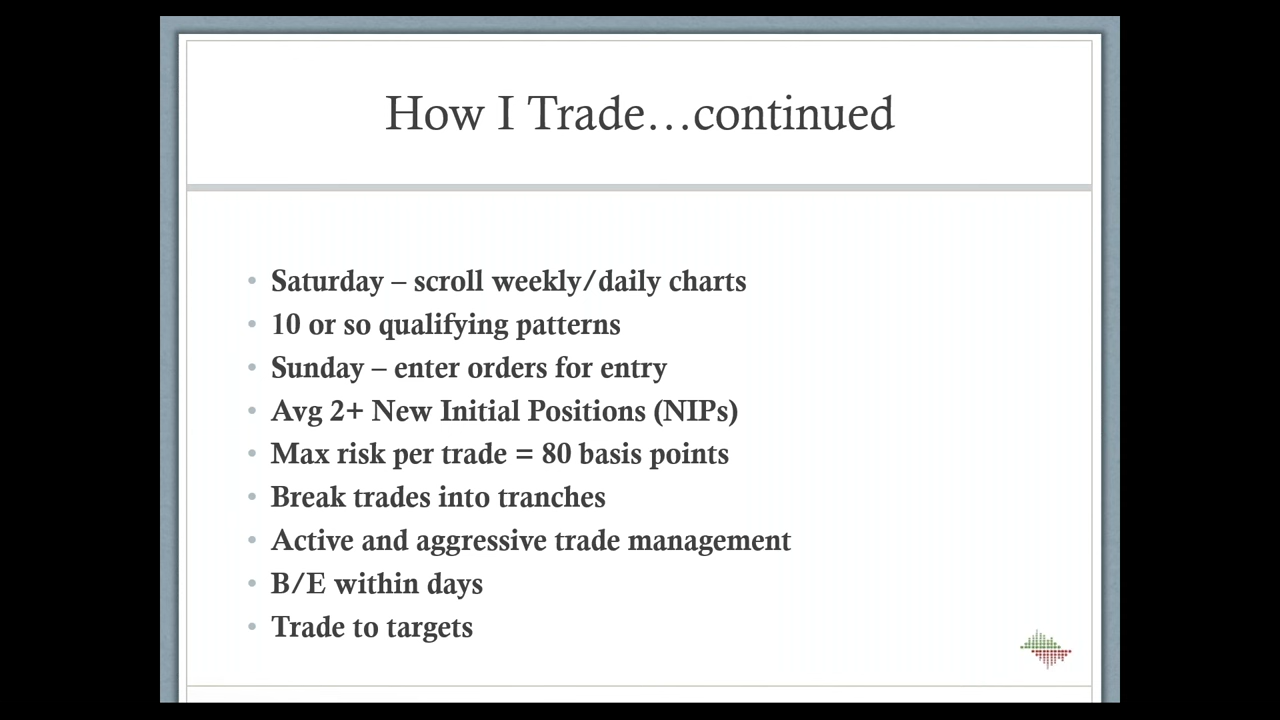 How I Trade…continued
• Saturday – scroll weekly/daily charts
• 10 or so qualifying patterns
• Sunday – enter orders for entry
• Avg 2+ New Initial Positions (NIPs)
• Max risk per trade = 80 basis points
• Break trades into tranches
• Active and aggressive trade management
• B/E within days
• Trade to targets